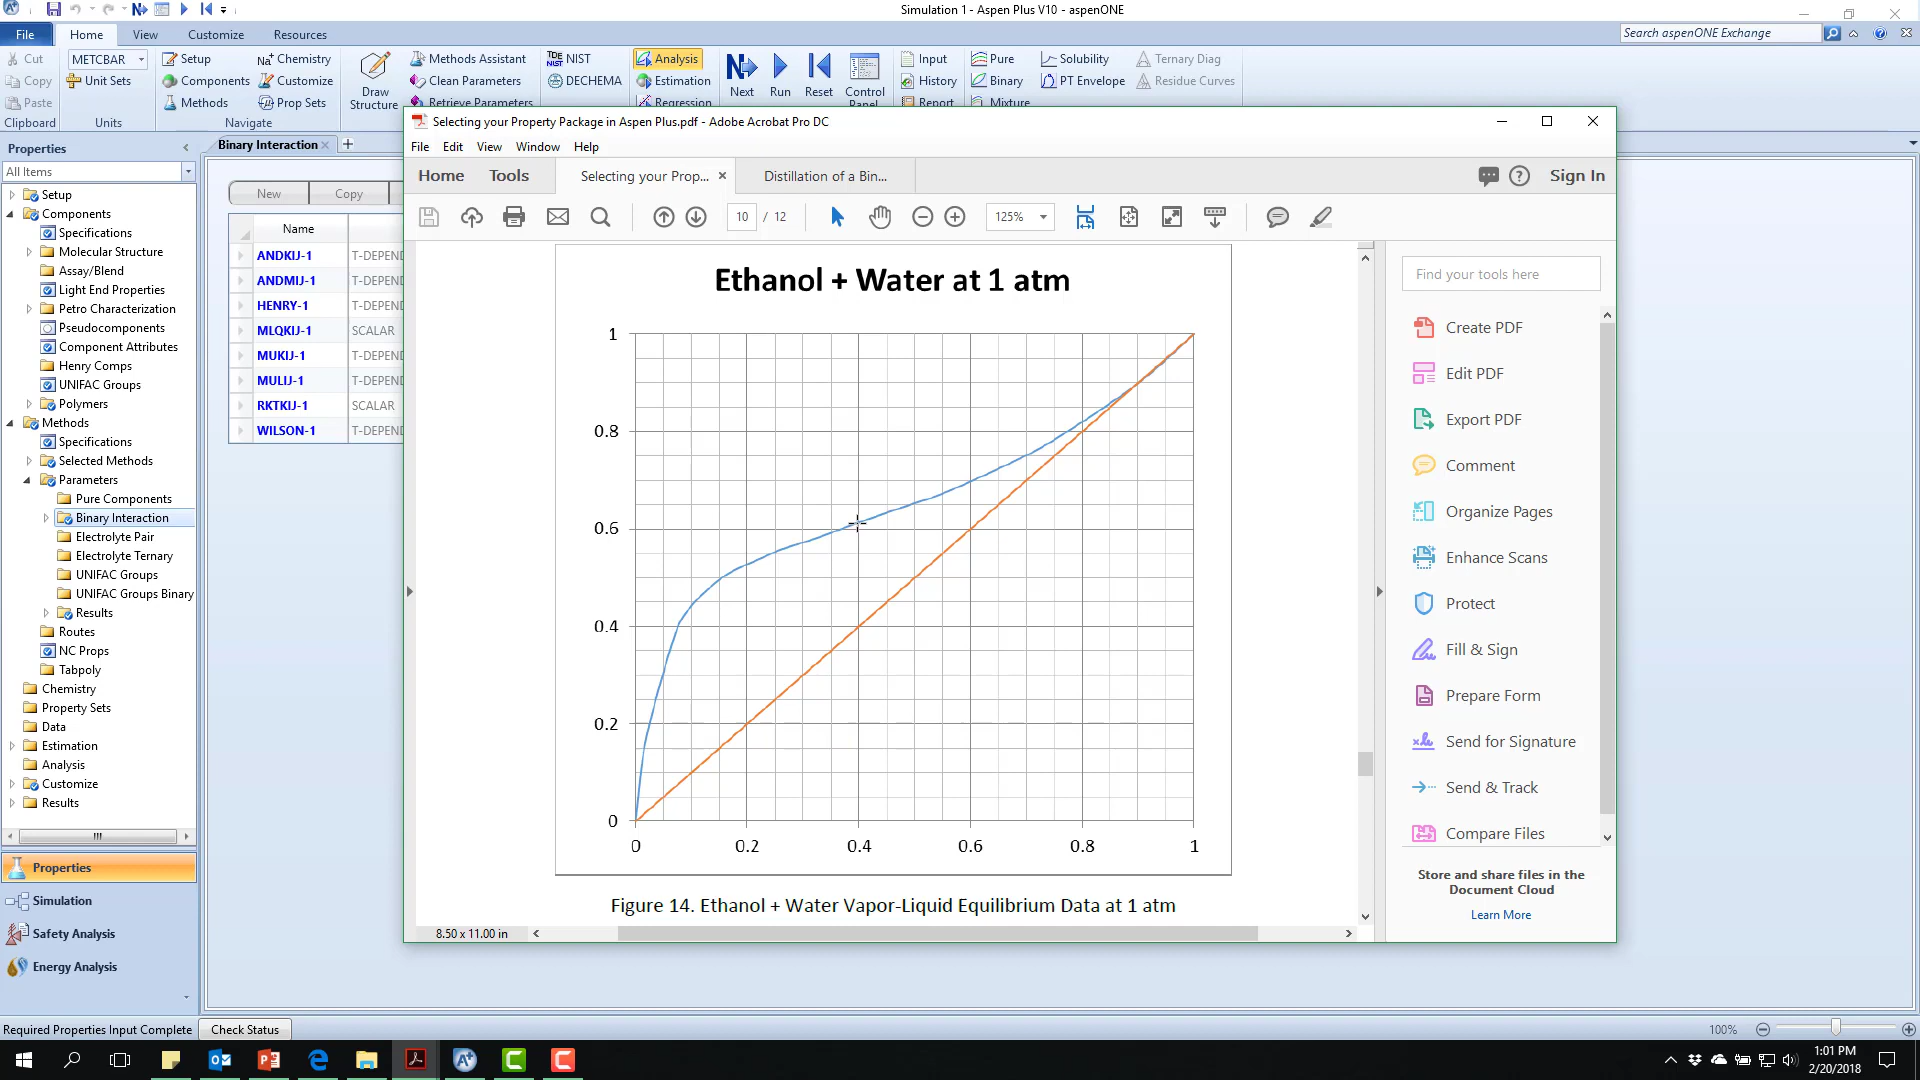 Simulation 1 - Aspen Plus V10 - aspenONE
File
Home
View
Customize
Resources
Search aspenONE Exchange
Cut
Copy
Paste
Clipboard
METCBAR
Unit Sets
Units
Setup
Components
Methods
Chemistry
Customize
Prop Sets
Navigate
Draw
Structure
Methods Assistant
Clean Parameters
Retrieve Parameters
NIST
DECHEMA
Analysis
Estimation
Regression
Next
Run
Reset
Control
Panel
Input
History
Report
Pure
Binary
Mixture
Solubility
PT Envelope
Ternary Diag
Residue Curves
Properties
All Items
Setup
Components
Specifications
Molecular Structure
Assay/Blend
Light End Properties
Petro Characterization
Pseudocomponents
Component Attributes
Henry Comps
UNIFAC Groups
Polymers
Methods
Specifications
Selected Methods
Parameters
Pure Components
Binary Interaction
Electrolyte Pair
Electrolyte Ternary
UNIFAC Groups
UNIFAC Groups Binary
Results
Routes
NC Props
Tabpoly
Chemistry
Property Sets
Data
Estimation
Analysis
Customize
Results
Properties
Simulation
Safety Analysis
Energy Analysis
Binary Interaction
New
Copy
Name
ANDKIJ-1 T-DEPEND
ANDMIJ-1 T-DEPEND
HENRY-1 T-DEPEND
MLQKIJ-1 SCALAR
MUKIJ-1 T-DEPEND
MULIJ-1 T-DEPEND
RKTKIJ-1 SCALAR
WILSON-1 T-DEPEND
Selecting your Property Package in Aspen Plus.pdf - Adobe Acrobat Pro DC
File Edit View Window Help
Home
Tools
Selecting your Prop...
Distillation of a Bin...
Sign In
10 / 12
125%
Ethanol + Water at 1 atm
1
0.8
0.6
0.4
0.2
0
0 0.2 0.4 0.6 0.8 1
Figure 14. Ethanol + Water Vapor-Liquid Equilibrium Data at 1 atm
8.50 x 11.00 in
Find your tools here
Create PDF
Edit PDF
Export PDF
Comment
Organize Pages
Enhance Scans
Protect
Fill & Sign
Prepare Form
Send for Signature
Send & Track
Compare Files
Store and share files in the
Document Cloud
Learn More
Required Properties Input Complete
Check Status
100%
1:01 PM
2/20/2018